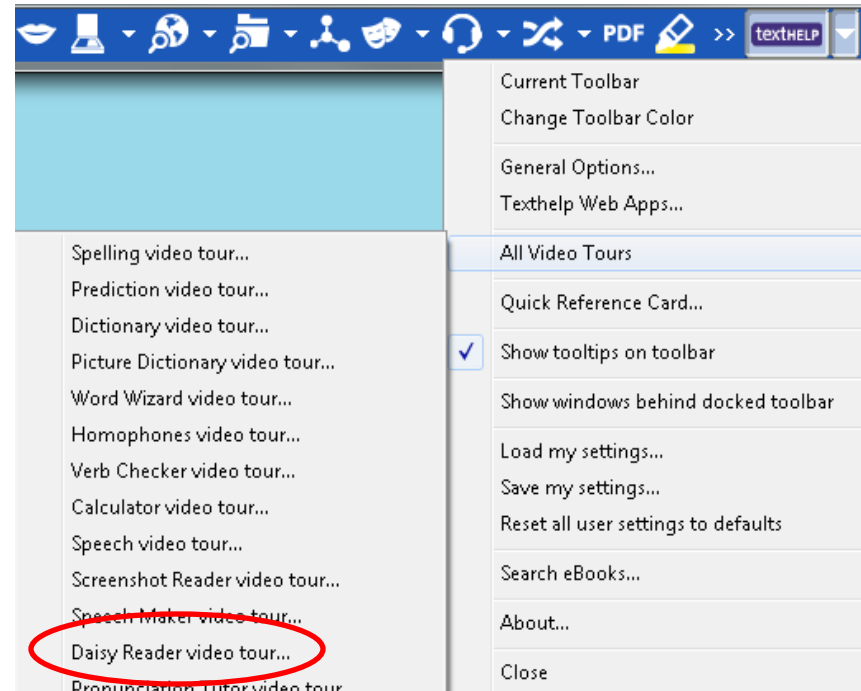 PDF >> textHELP
Current Toolbar
Change Toolbar Color
General Options...
Texthelp Web Apps...
All Video Tours
Quick Reference Card...
Show tooltips on toolbar
Show windows behind docked toolbar
Load my settings...
Save my settings...
Reset all user settings to defaults
Search eBooks...
About...
Close
Spelling video tour...
Prediction video tour...
Dictionary video tour...
Picture Dictionary video tour...
Word Wizard video tour...
Homophones video tour...
Verb Checker video tour...
Calculator video tour...
Speech video tour...
Screenshot Reader video tour...
Speech Maker video tour...
Daisy Reader video tour...
Pronunciation Tutor video tour